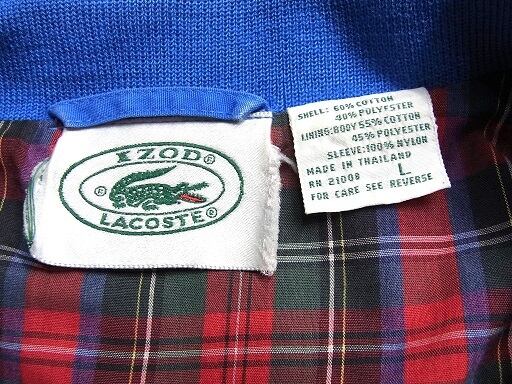 IZOD®
®
LACOSTE®
SHELL: 60% COTTON
40% POLYESTER
LINING: BODY 55% COTTON
45% POLYESTER
SLEEVE: 100% NYLON
MADE IN THAILAND
RN 21008 L
FOR CARE SEE REVERSE